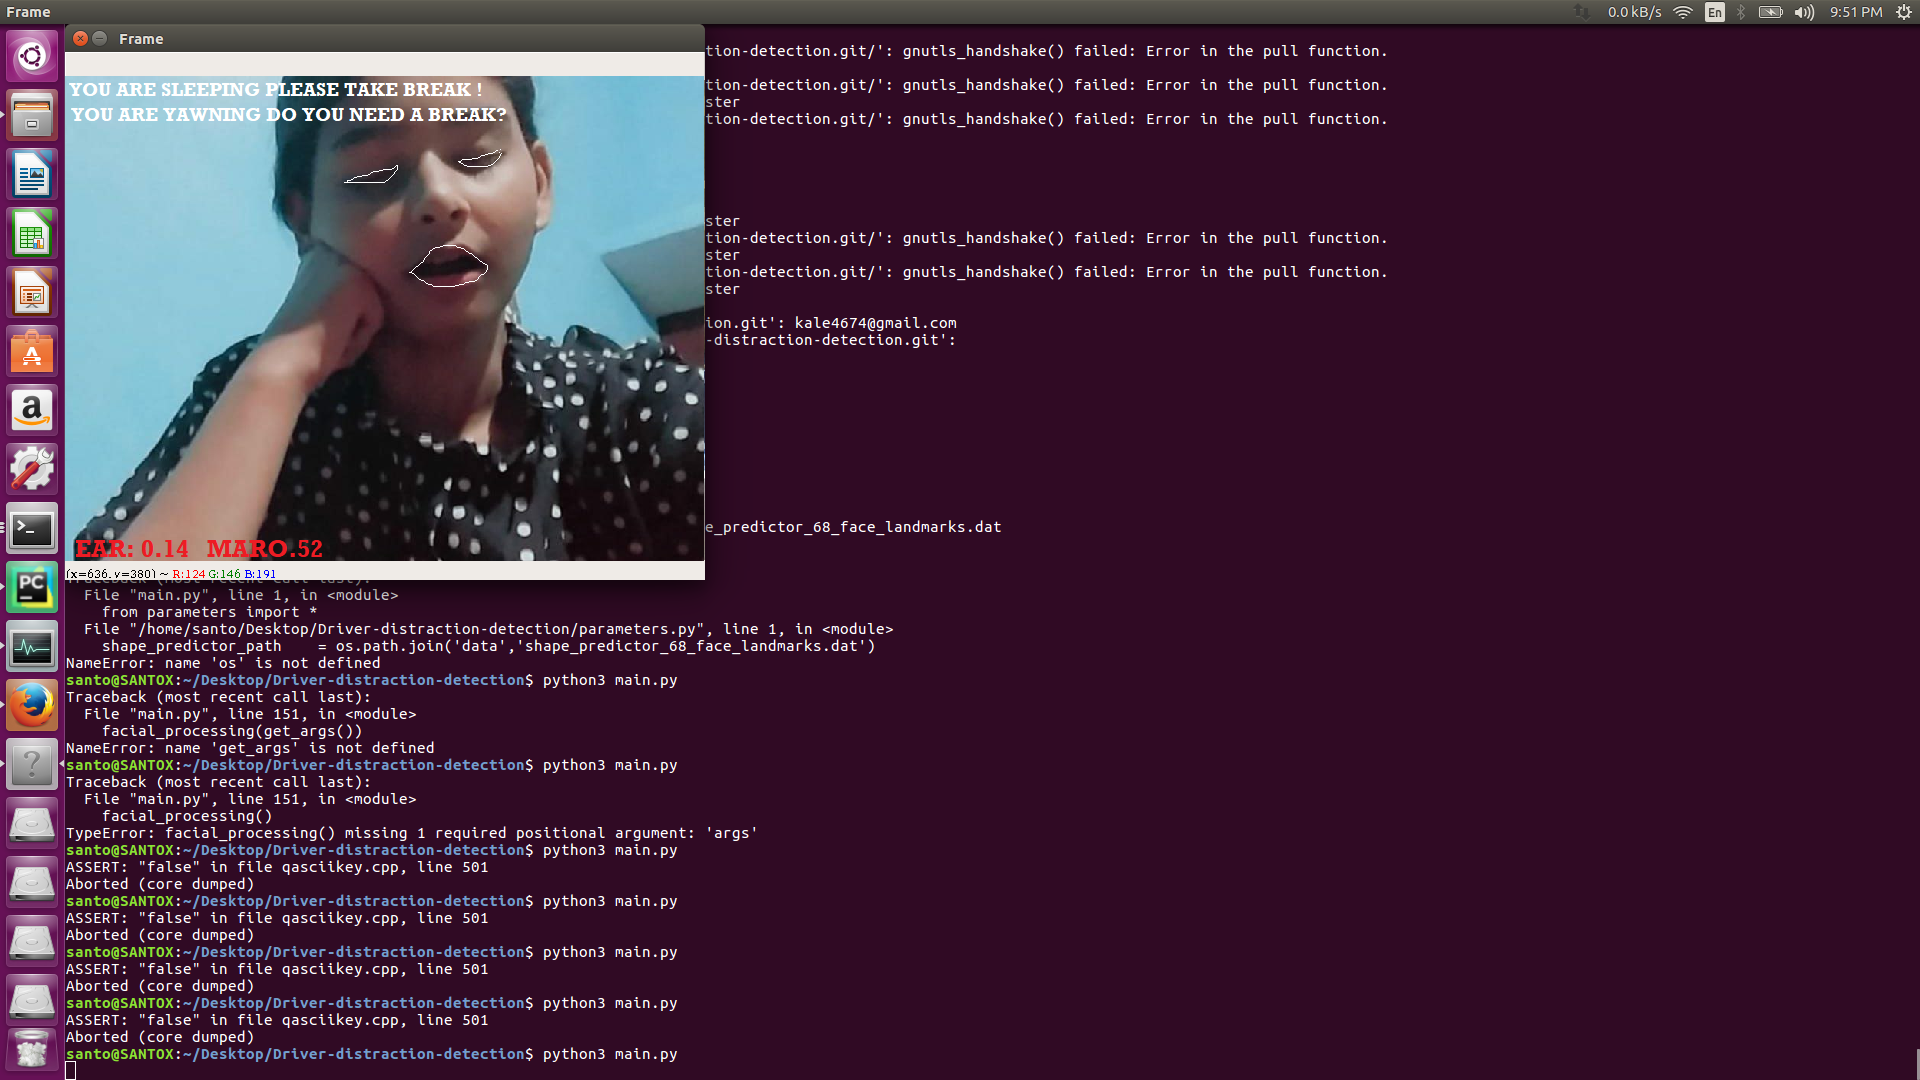 Frame
0.0 kB/s
En
9:51 PM
Frame
YOU ARE SLEEPING PLEASE TAKE BREAK !
YOU ARE YAWNING DO YOU NEED A BREAK?
EAR: 0.14 MARO.52
(x=636, y=380) ~ R:124 G:146 B:191
tion-detection.git/': gnutls_handshake() failed: Error in the pull function.
tion-detection.git/': gnutls_handshake() failed: Error in the pull function.
ster
tion-detection.git/': gnutls_handshake() failed: Error in the pull function.
ster
tion-detection.git/': gnutls_handshake() failed: Error in the pull function.
ster
tion-detection.git/': gnutls_handshake() failed: Error in the pull function.
ster
ion.git': kale4674@gmail.com
-distraction-detection.git':
e_predictor_68_face_landmarks.dat
Traceback (most recent call last):
File "main.py", line 1, in <module>
from parameters import *
File "/home/santo/Desktop/Driver-distraction-detection/parameters.py", line 1, in <module>
shape_predictor_path    = os.path.join('data','shape_predictor_68_face_landmarks.dat')
NameError: name 'os' is not defined
santo@SANTOX:~/Desktop/Driver-distraction-detection$ python3 main.py
Traceback (most recent call last):
File "main.py", line 151, in <module>
facial_processing(get_args())
NameError: name 'get_args' is not defined
santo@SANTOX:~/Desktop/Driver-distraction-detection$ python3 main.py
Traceback (most recent call last):
File "main.py", line 151, in <module>
facial_processing()
TypeError: facial_processing() missing 1 required positional argument: 'args'
santo@SANTOX:~/Desktop/Driver-distraction-detection$ python3 main.py
ASSERT: "false" in file qasciikey.cpp, line 501
Aborted (core dumped)
santo@SANTOX:~/Desktop/Driver-distraction-detection$ python3 main.py
ASSERT: "false" in file qasciikey.cpp, line 501
Aborted (core dumped)
santo@SANTOX:~/Desktop/Driver-distraction-detection$ python3 main.py
ASSERT: "false" in file qasciikey.cpp, line 501
Aborted (core dumped)
santo@SANTOX:~/Desktop/Driver-distraction-detection$ python3 main.py
ASSERT: "false" in file qasciikey.cpp, line 501
Aborted (core dumped)
santo@SANTOX:~/Desktop/Driver-distraction-detection$ python3 main.py
PC